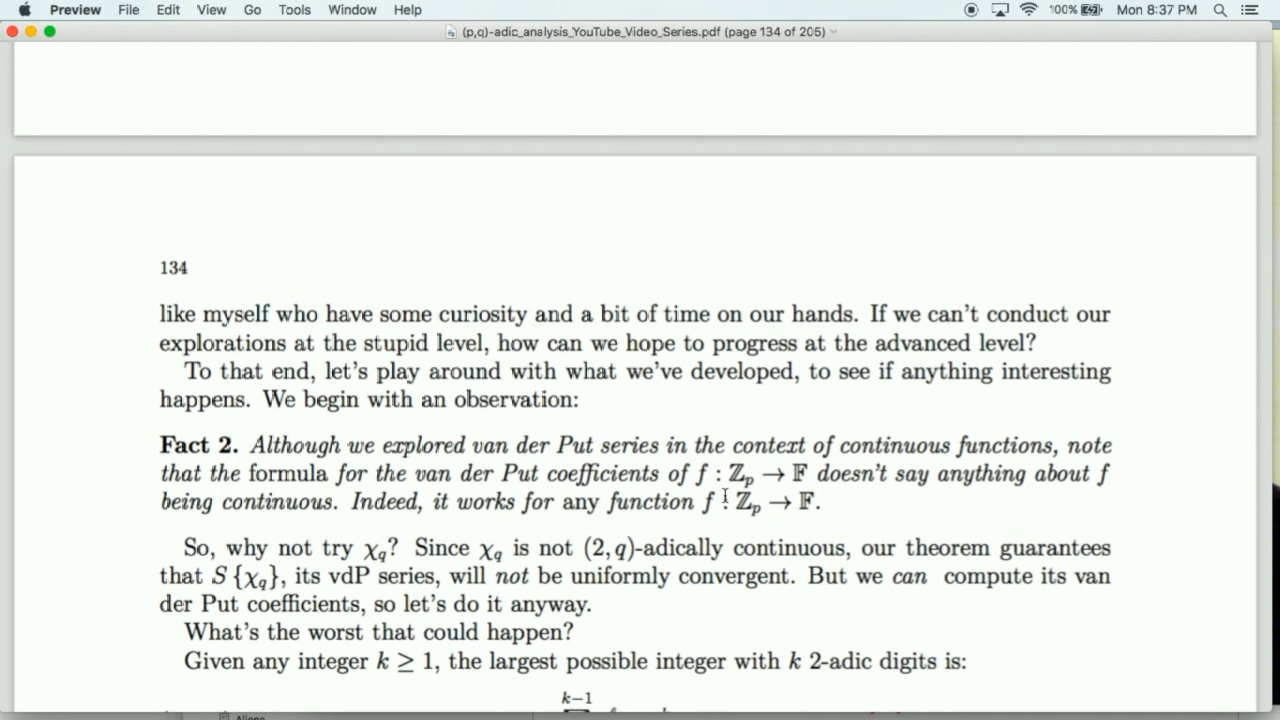 Preview File Edit View Go Tools Window Help 100% Mon 8:37 PM
(p,q)-adic_analysis_YouTube_Video_Series.pdf (page 134 of 205)
134
like myself who have some curiosity and a bit of time on our hands. If we can't conduct our
explorations at the stupid level, how can we hope to progress at the advanced level?
To that end, let's play around with what we've developed, to see if anything interesting
happens. We begin with an observation:
Fact 2. Although we explored van der Put series in the context of continuous functions, note
that the formula for the van der Put coefficients of f : ℤₚ → 𝔽 doesn't say anything about f
being continuous. Indeed, it works for any function f : ℤₚ → 𝔽.
So, why not try χ_q? Since χ_q is not (2, q)-adically continuous, our theorem guarantees
that S {χ_q}, its vdP series, will not be uniformly convergent. But we can compute its van
der Put coefficients, so let's do it anyway.
What's the worst that could happen?
Given any integer k ≥ 1, the largest possible integer with k 2-adic digits is:
k−1